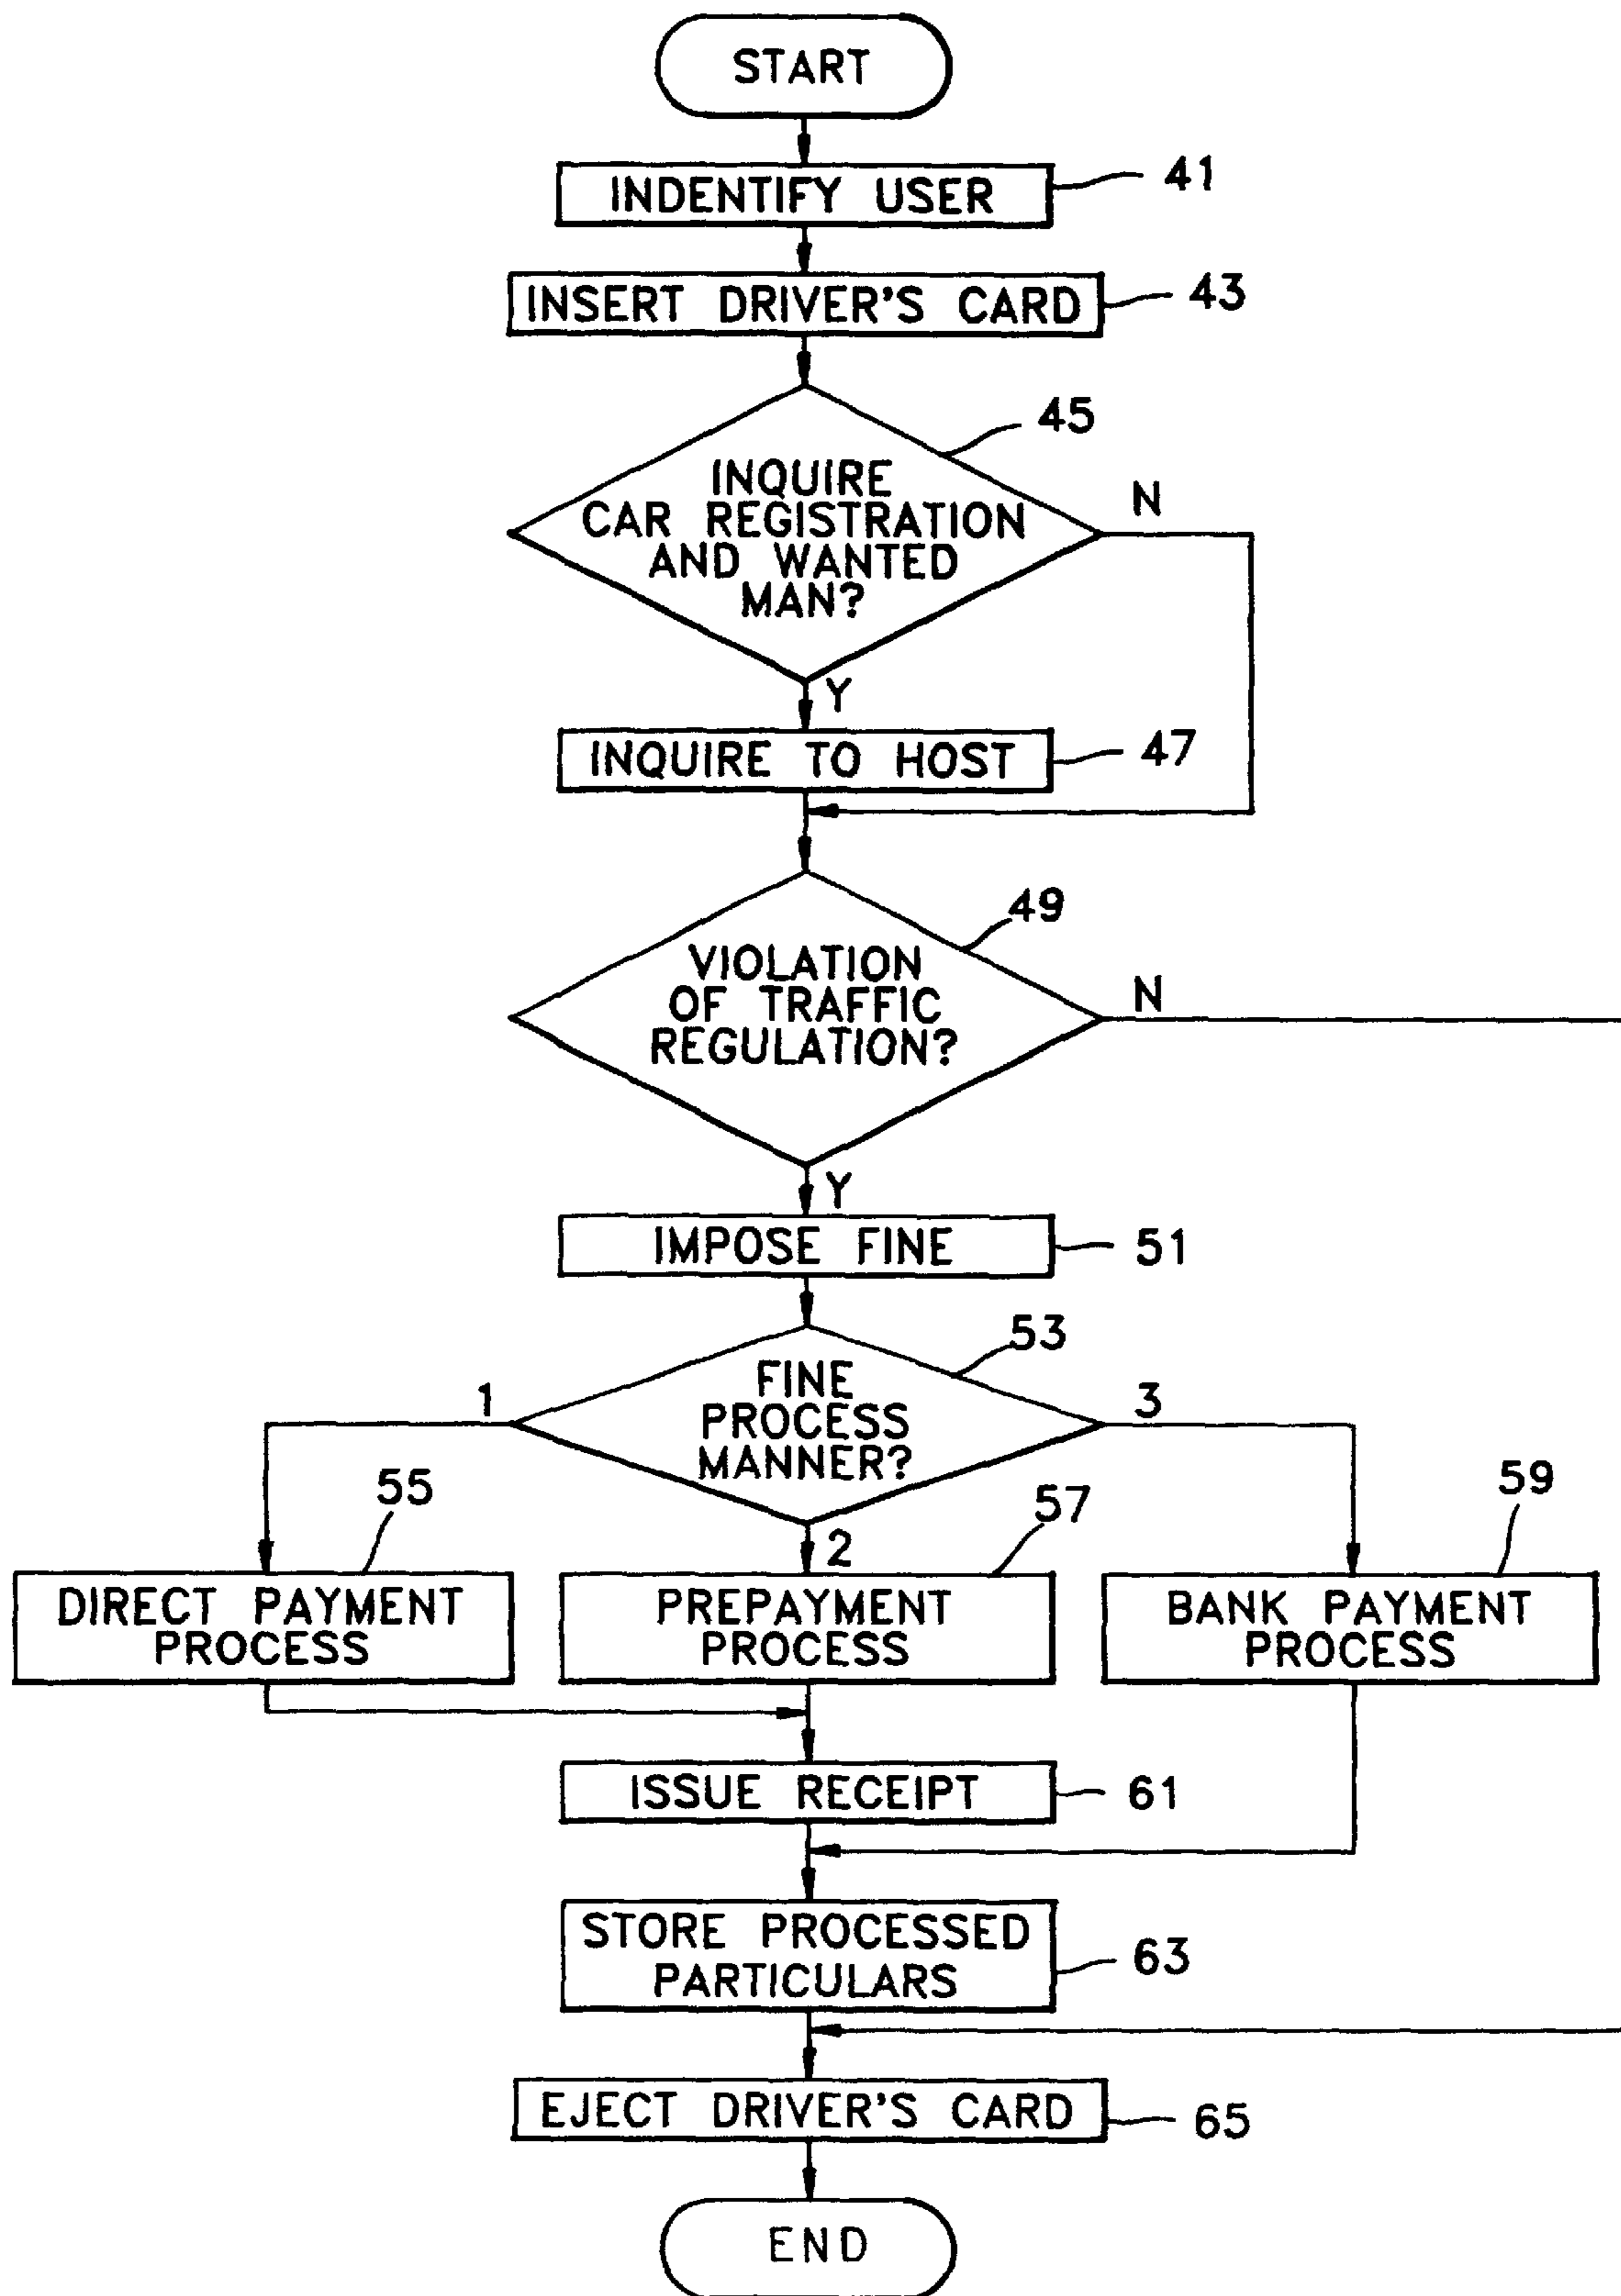 START
INDENTIFY USER
41
INSERT DRIVER'S CARD
43
45
INQUIRE
CAR REGISTRATION
AND WANTED
MAN?
N
Y
INQUIRE TO HOST
47
49
VIOLATION
OF TRAFFIC
REGULATION?
N
Y
IMPOSE FINE
51
53
FINE
PROCESS
MANNER?
1
3
55
57
59
2
DIRECT PAYMENT
PROCESS
PREPAYMENT
PROCESS
BANK PAYMENT
PROCESS
ISSUE RECEIPT
61
STORE PROCESSED
PARTICULARS
63
EJECT DRIVER'S CARD
65
END